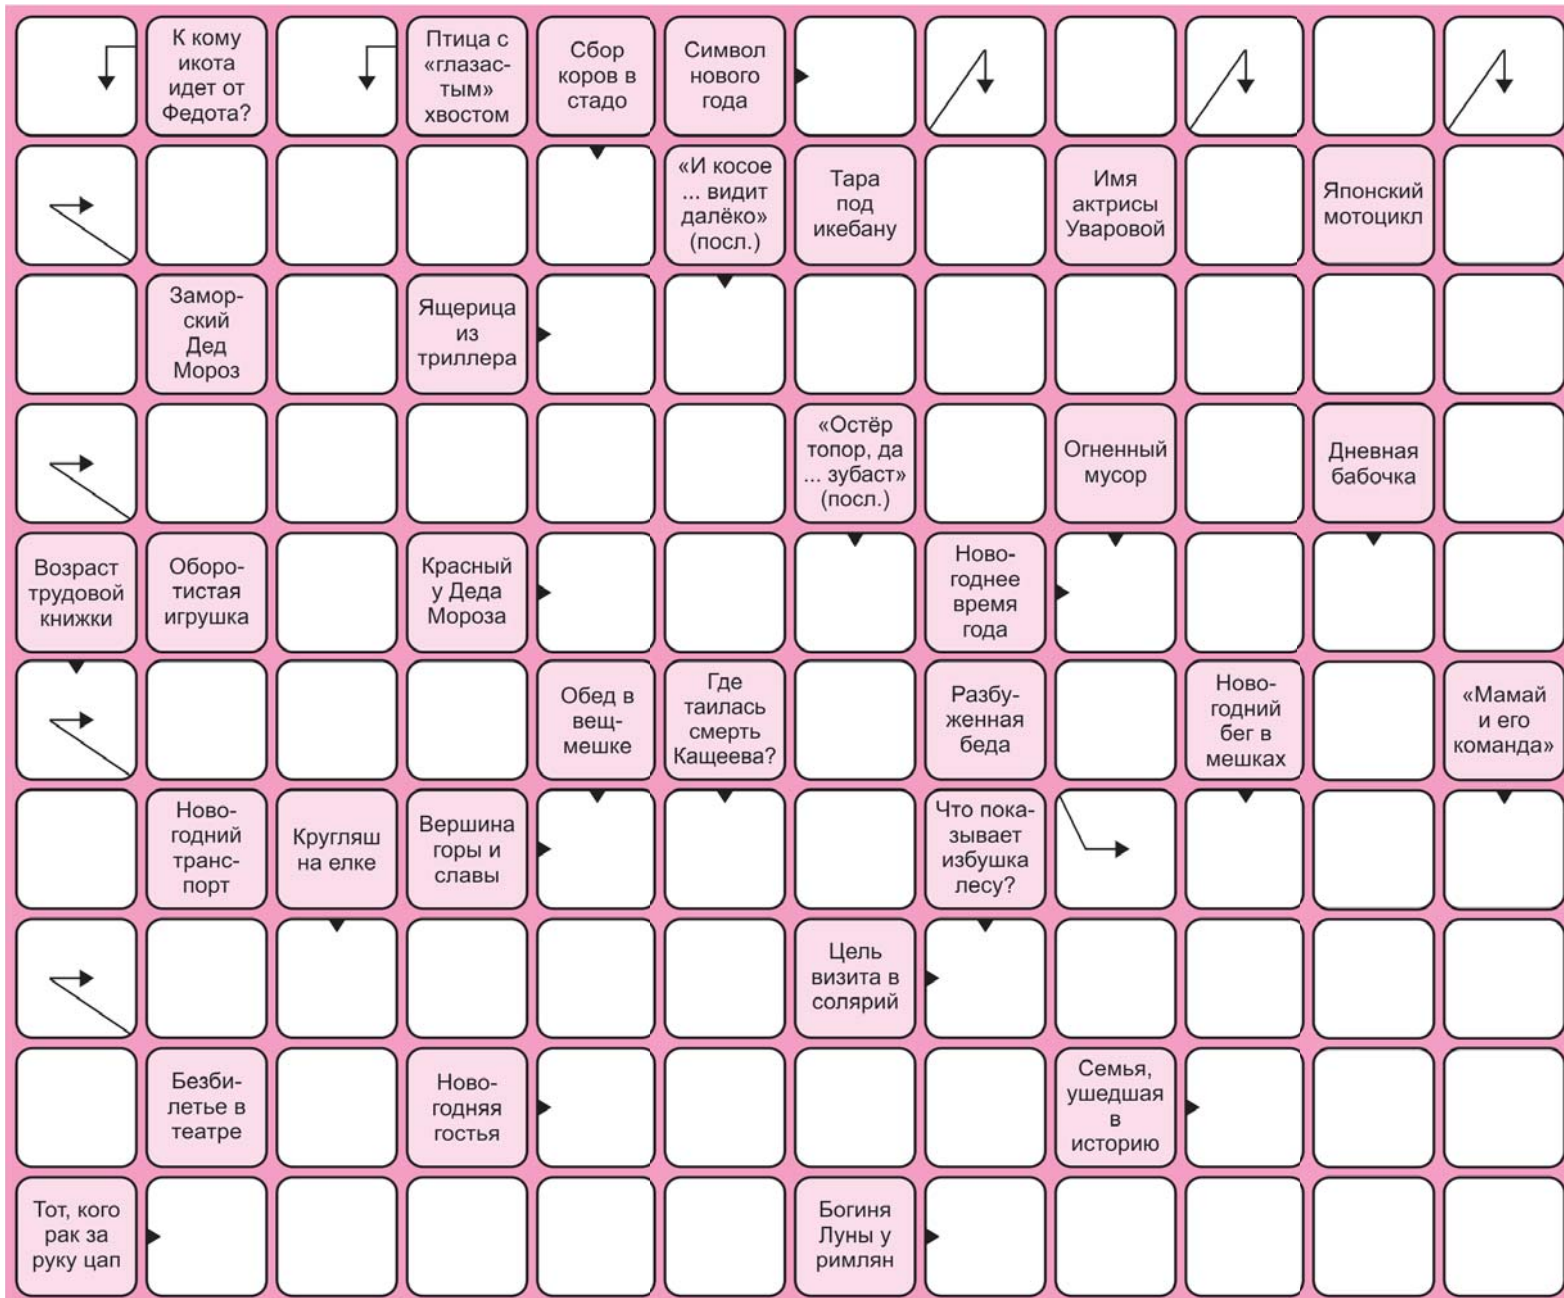 К кому
икота
идет от
Федота?
Птица с
«глазас-
тым»
хвостом
Сбор
коров в
стадо
Символ
нового
года
«И косое
... видит
далёко»
(посл.)
Тара
под
икебану
Имя
актрисы
Уваровой
Японский
мотоцикл
Замор-
ский
Дед
Мороз
Ящерица
из
триллера
«Остёр
топор, да
... зубаст»
(посл.)
Огненный
мусор
Дневная
бабочка
Возраст
трудовой
книжки
Оборо-
тистая
игрушка
Красный
у Деда
Мороза
Ново-
годнее
время
года
Обед в
вещ-
мешке
Где
таилась
смерть
Кащеева?
Разбу-
женная
беда
Ново-
годний
бег в
мешках
«Мамай
и его
команда»
Ново-
годний
транс-
порт
Кругляш
на елке
Вершина
горы и
славы
Что пока-
зывает
избушка
лесу?
Цель
визита в
солярий
Безби-
летье в
театре
Ново-
годняя
гостья
Семья,
ушедшая
в
историю
Тот, кого
рак за
руку цап
Богиня
Луны у
римлян